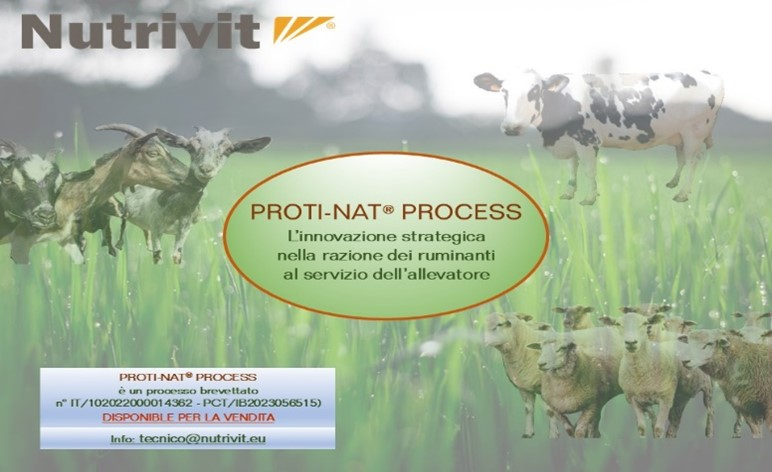 Nutrivit ®
PROTI-NAT® PROCESS
L'innovazione strategica
nella razione dei ruminanti
al servizio dell'allevatore
PROTI-NAT® PROCESS
è un processo brevettato
n° IT/102022000014362 - PCT/IB2023056515)
DISPONIBILE PER LA VENDITA
Info: tecnico@nutrivit.eu